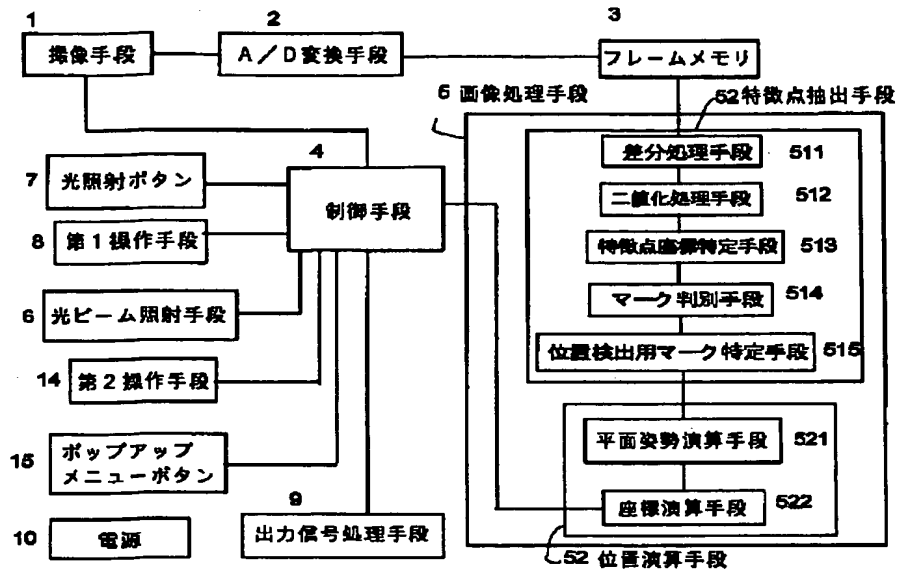 1
撮像手段
2
A／D変換手段
3
フレームメモリ
5 画像処理手段
52特徴点抽出手段
差分処理手段 511
二値化処理手段 512
特徴点座標特定手段 513
マーク判別手段 514
位置検出用マーク特定手段 515
4
制御手段
7 光照射ボタン
8 第1操作手段
6 光ビーム照射手段
14 第2操作手段
15 ポップアップ
メニューボタン
10 電源
9
出力信号処理手段
平面姿勢演算手段 521
座標演算手段 522
52 位置演算手段